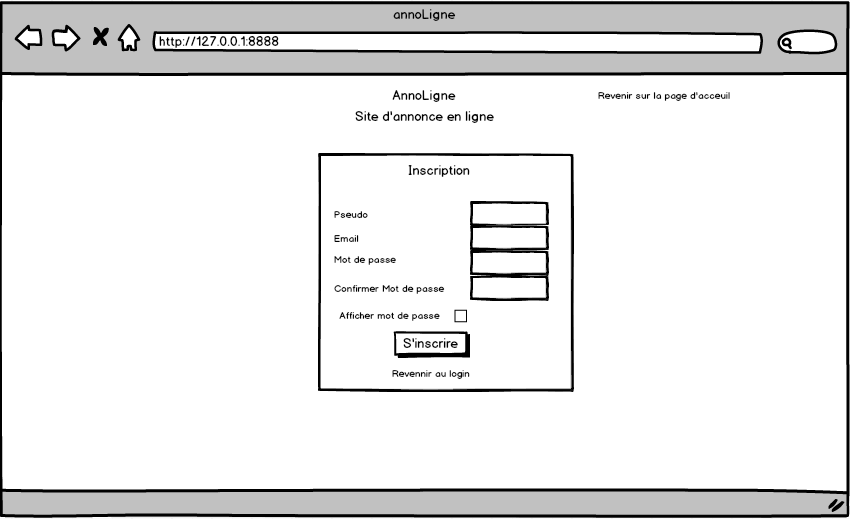 annoLigne
http://127.0.0.1:8888
AnnoLigne
Revenir sur la page d'acceuil
Site d'annonce en ligne
Inscription
Pseudo
Email
Mot de passe
Confirmer Mot de passe
Afficher mot de passe
S'inscrire
Revennir au login